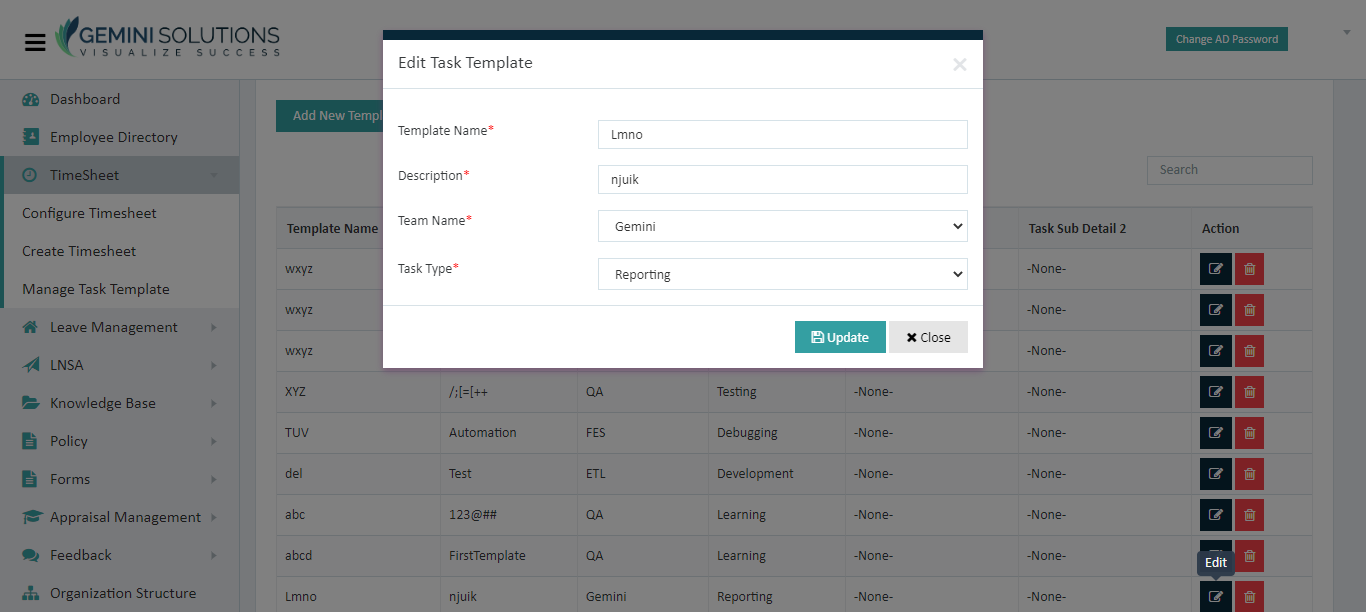 GEMINI SOLUTIONS
VISUALIZE SUCCESS
Change AD Password
Edit Task Template
×
Dashboard
Employee Directory
TimeSheet
Configure Timesheet
Create Timesheet
Manage Task Template
Leave Management
LNSA
Knowledge Base
Policy
Forms
Appraisal Management
Feedback
Organization Structure
Add New Templ
Search
Template Name*
Lmno
Description*
njuik
Team Name*
Gemini
Task Type*
Reporting
Update
Close
Template Name Task Sub Detail 2 Action
wxyz -None-
wxyz -None-
wxyz -None-
XYZ /;[=[++ QA Testing -None- -None-
TUV Automation FES Debugging -None- -None-
del Test ETL Development -None- -None-
abc 123@## QA Learning -None- -None-
abcd FirstTemplate QA Learning -None- -None-
Edit
Lmno njuik Gemini Reporting -None- -None-